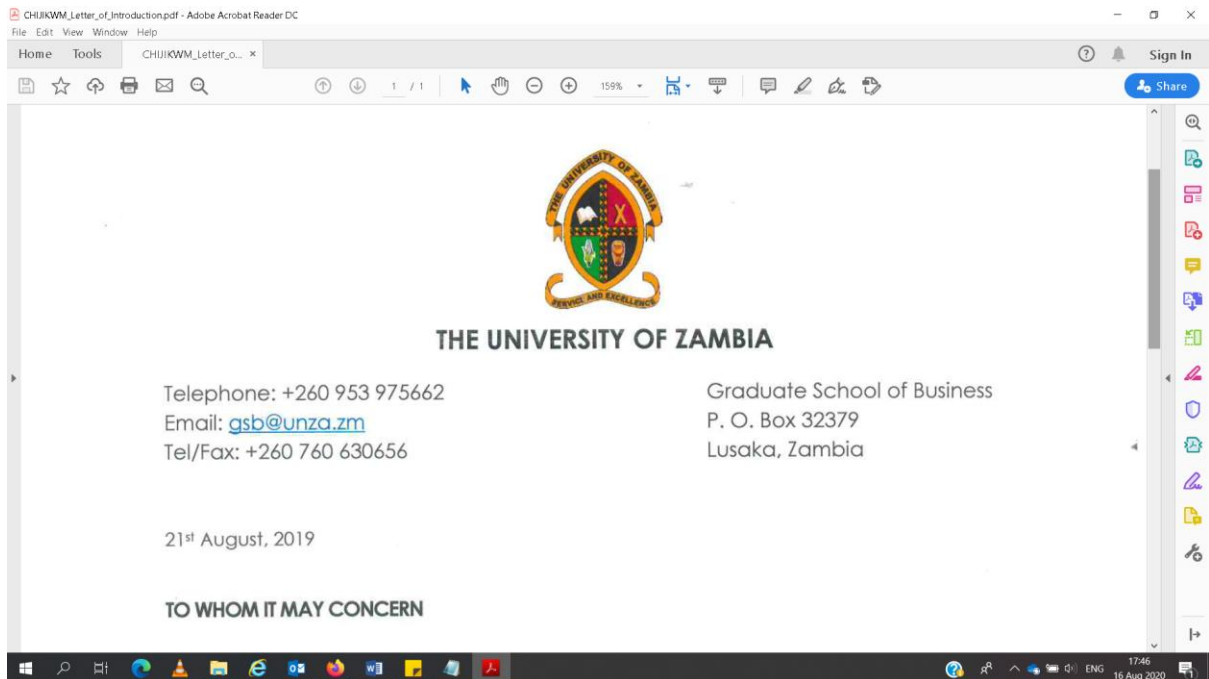 CHIJIKWM_Letter_of_Introduction.pdf - Adobe Acrobat Reader DC
File Edit View Window Help
Home Tools CHIJIKWM_Letter_o... ×
Sign In
1 / 1 159% Share
THE UNIVERSITY OF ZAMBIA
SERVICE AND EXCELLENCE
THE UNIVERSITY OF ZAMBIA
Telephone: +260 953 975662 Graduate School of Business
Email: gsb@unza.zm P. O. Box 32379
Tel/Fax: +260 760 630656 Lusaka, Zambia
21st August, 2019
TO WHOM IT MAY CONCERN
ENG 17:46
16 Aug 2020